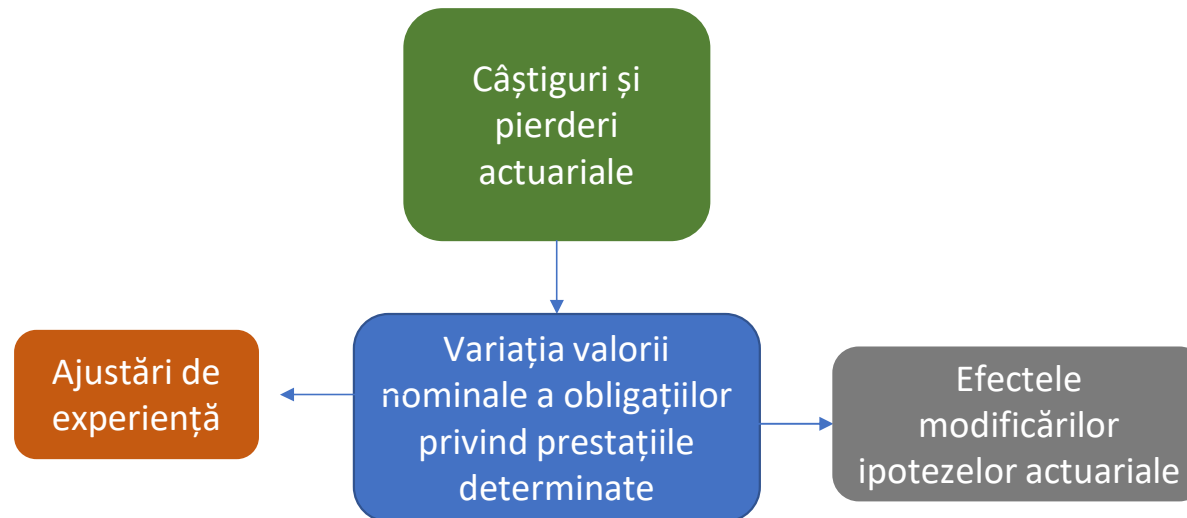 Câștiguri și
pierderi
actuariale
Variația valorii
nominale a obligațiilor
privind prestațiile
determinate
Ajustări de
experiență
Efectele
modificărilor
ipotezelor actuariale